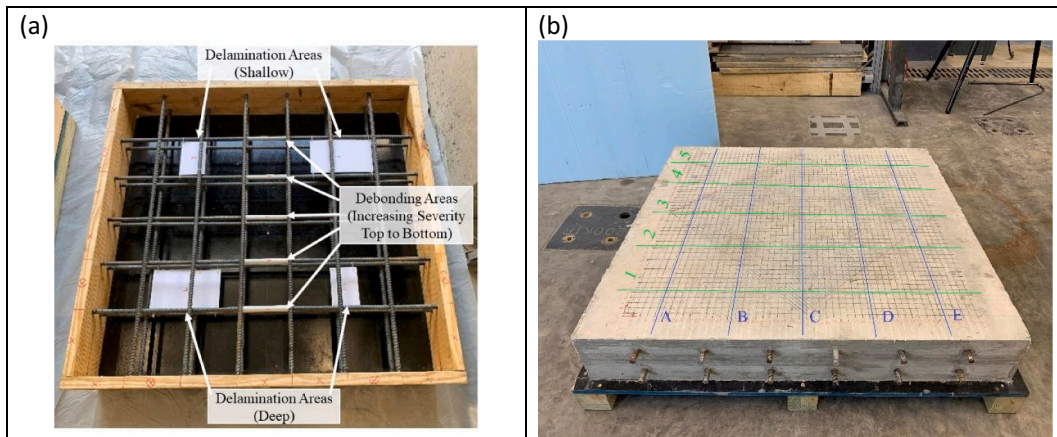 (a)
Delamination Areas
(Shallow)
Debonding Areas
(Increasing Severity
Top to Bottom)
Delamination Areas
(Deep)
(b)
5
4
3
2
1
A B C D E